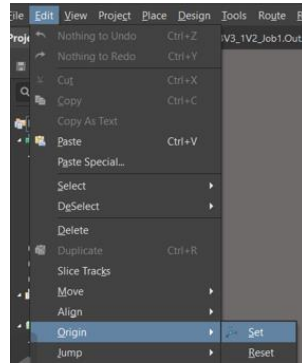 File Edit View Project Place Design Tools Route
Nothing to Undo Ctrl+Z
3V3_1V2_Job1.Out
Nothing to Redo Ctrl+Y
Cut Ctrl+X
Copy Ctrl+C
Copy As Text
Paste Ctrl+V
Paste Special...
Select
DeSelect
Delete
Duplicate Ctrl+R
Slice Tracks
Move
Align
Origin
Set
Jump
Reset